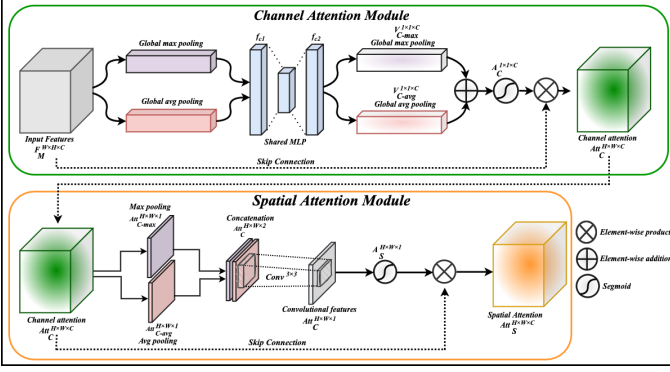 Channel Attention Module
Global max pooling
f c1
f c2
V 1×1×C
C-max
Global max pooling
Global avg pooling
Shared MLP
V 1×1×C
C-avg
Global avg pooling
A 1×1×C
C
Input Features
F W×H×C
M
Channel attention
Att H×W×C
C
Skip Connection
Spatial Attention Module
Max pooling
Att H×W×1
C-max
Concatenation
Att H×W×2
C
Conv 3×3
A H×W×1
S
Att H×W×1
C-avg
Avg pooling
Convolutional features
Att H×W×1
C
Channel attention
Att H×W×C
C
Spatial Attention
Att H×W×C
S
Skip Connection
Element-wise product
Element-wise addition
Segmoid